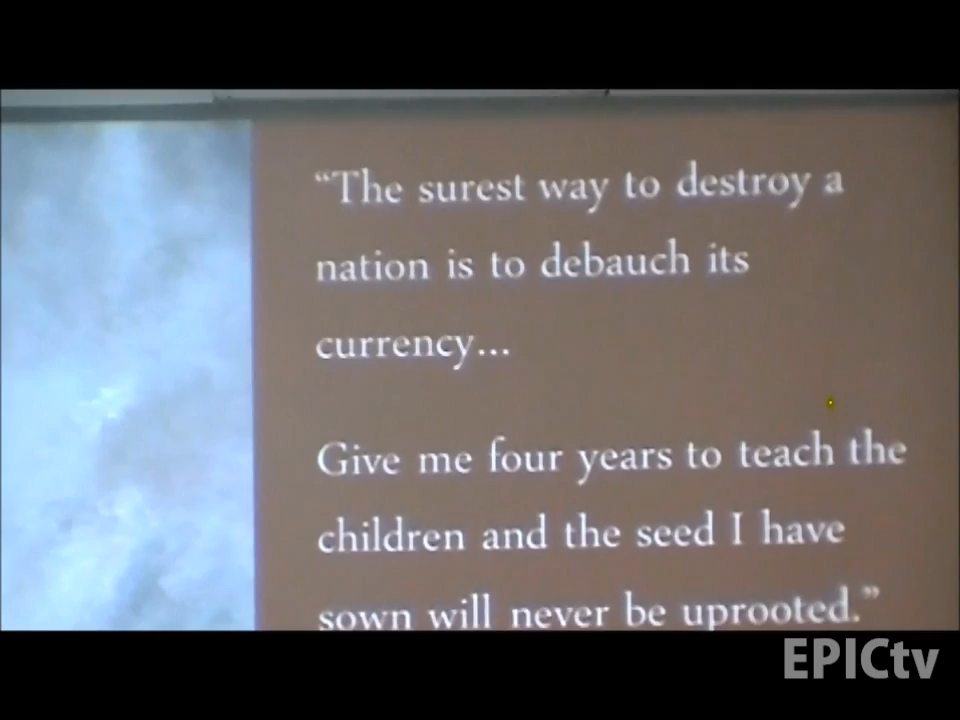 “The surest way to destroy a
nation is to debauch its
currency...
Give me four years to teach the
children and the seed I have
sown will never be uprooted.”
EPICtv